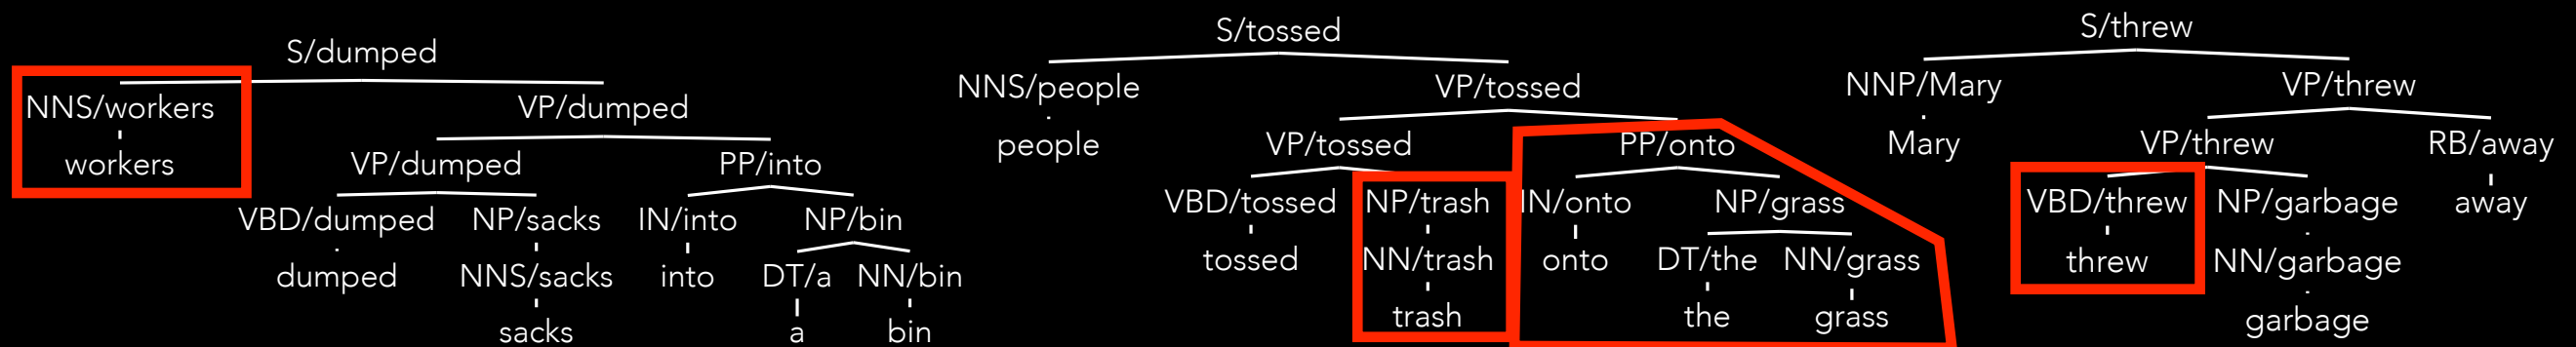 S/dumped
NNS/workers VP/dumped
workers VP/dumped PP/into
VBD/dumped NP/sacks IN/into NP/bin
dumped NNS/sacks into DT/a NN/bin
sacks a bin
S/tossed
NNS/people VP/tossed
people VP/tossed PP/onto
VBD/tossed NP/trash IN/onto NP/grass
tossed NN/trash onto DT/the NN/grass
trash the grass
S/threw
NNP/Mary VP/threw
Mary VP/threw RB/away
VBD/threw NP/garbage away
threw NN/garbage
garbage